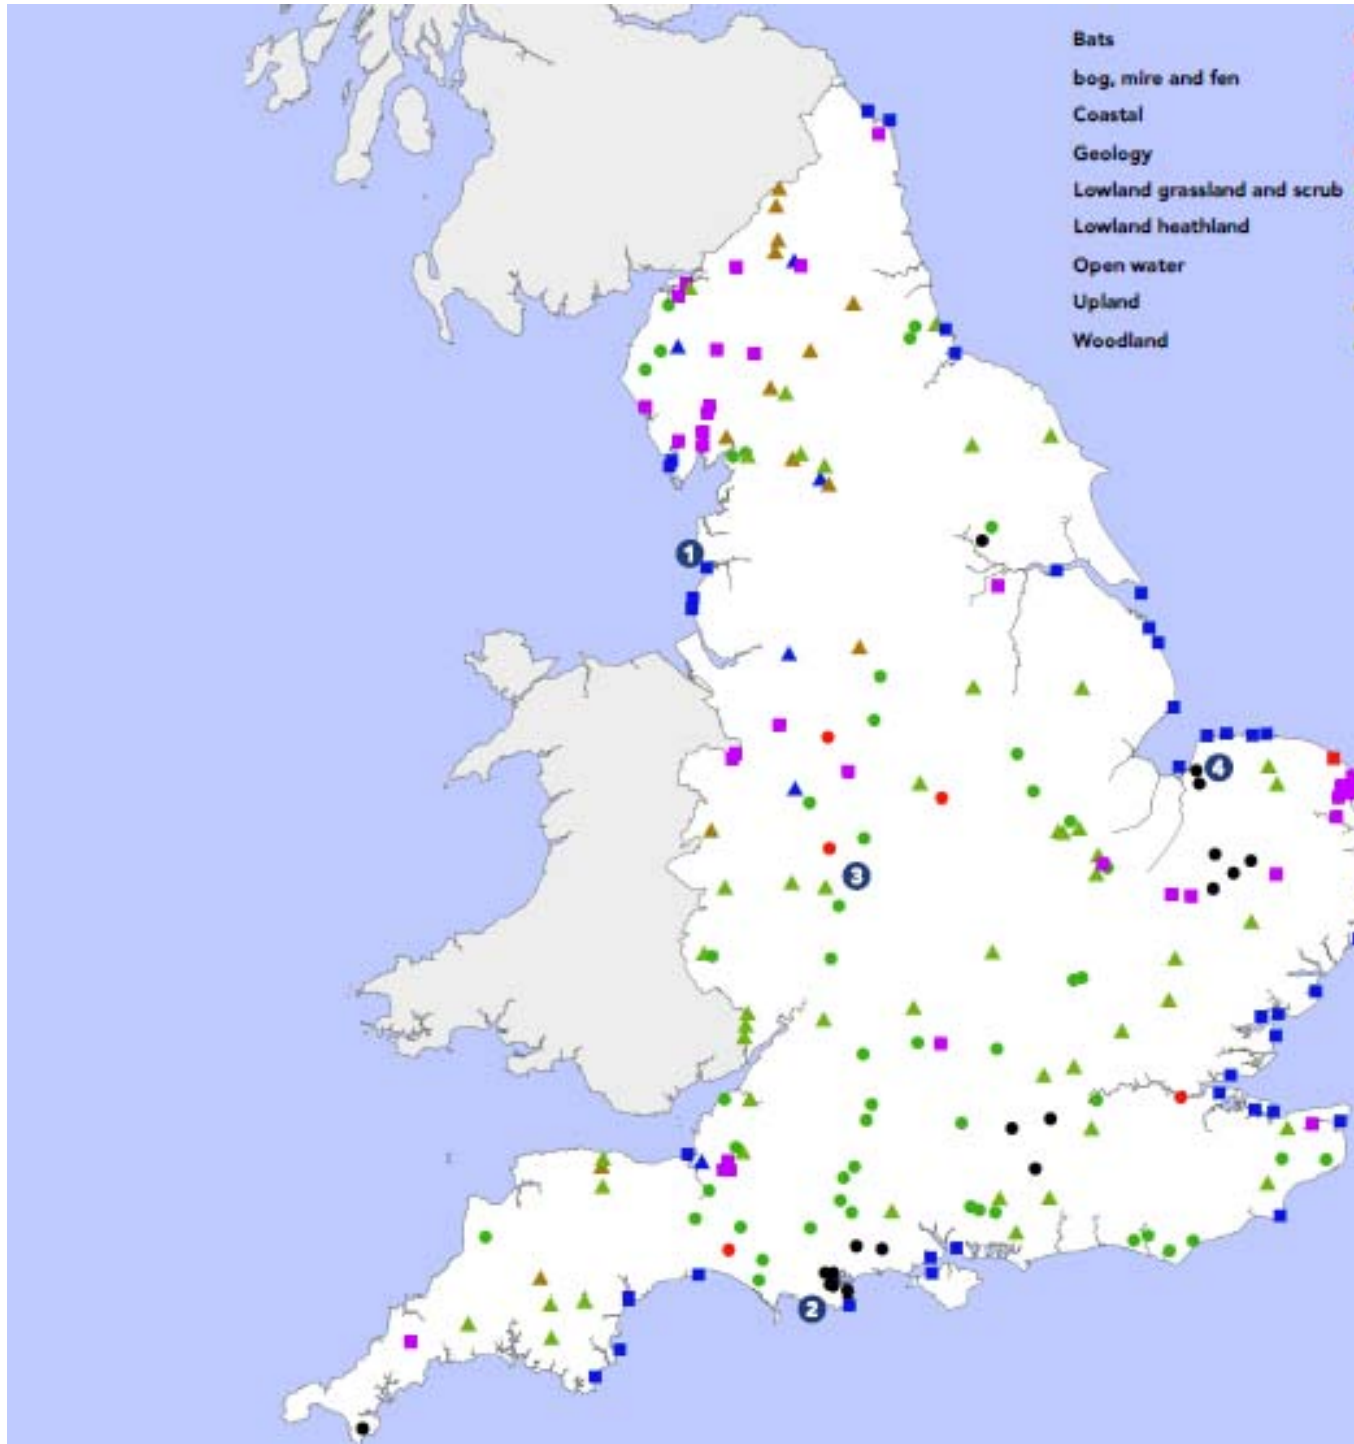 Bats
bog, mire and fen
Coastal
Geology
Lowland grassland and scrub
Lowland heathland
Open water
Upland
Woodland
1
4
3
2